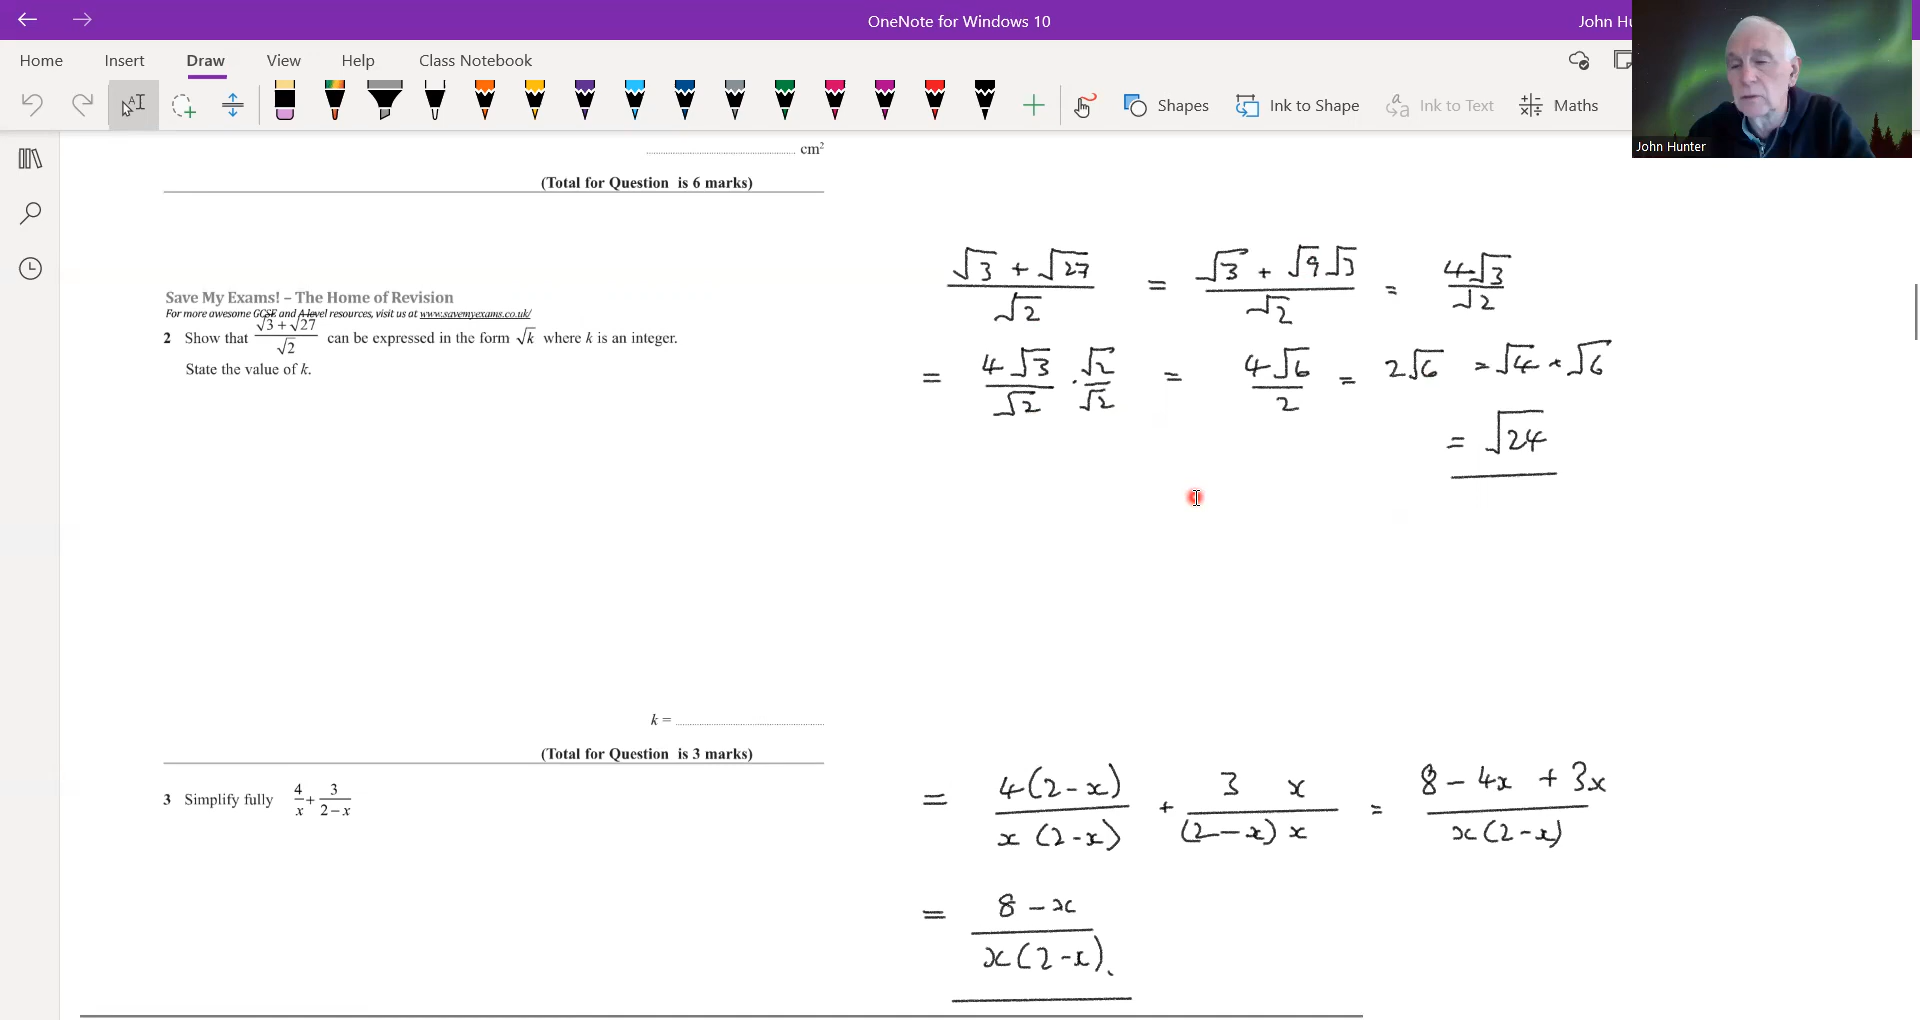 OneNote for Windows 10
John Hu
Home Insert Draw View Help Class Notebook
Shapes Ink to Shape Ink to Text Maths
John Hunter
cm²
(Total for Question is 6 marks)
Save My Exams! – The Home of Revision
For more awesome GCSE and A level resources, visit us at www.savemyexams.co.uk/
2 Show that (√3 + √27)/√2 can be expressed in the form √k where k is an integer.
State the value of k.
(√3 + √27)/√2 = (√3 + √9 √3)/√2 = 4√3/√2
= 4√3/√2 · √2/√2 = 4√6/2 = 2√6 = √4 * √6
= √24
k =
(Total for Question is 3 marks)
3 Simplify fully 4/x + 3/(2 – x)
= 4(2-x)/x(2-x) + 3 x/(2-x) x = (8 - 4x + 3x)/x(2-x)
= (8 - x)/x(2-x).